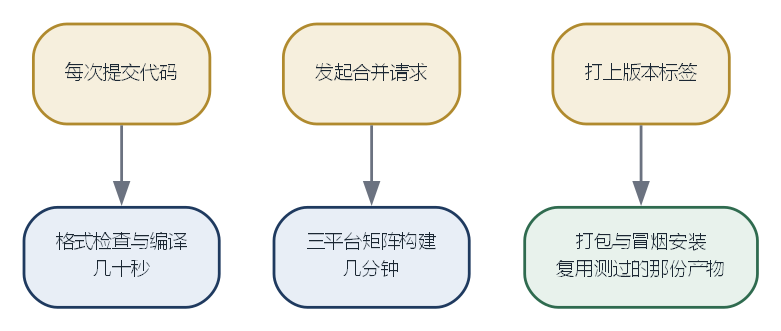 每次提交代码
发起合并请求
打上版本标签
格式检查与编译
几十秒
三平台矩阵构建
几分钟
打包与冒烟安装
复用测过的那份产物